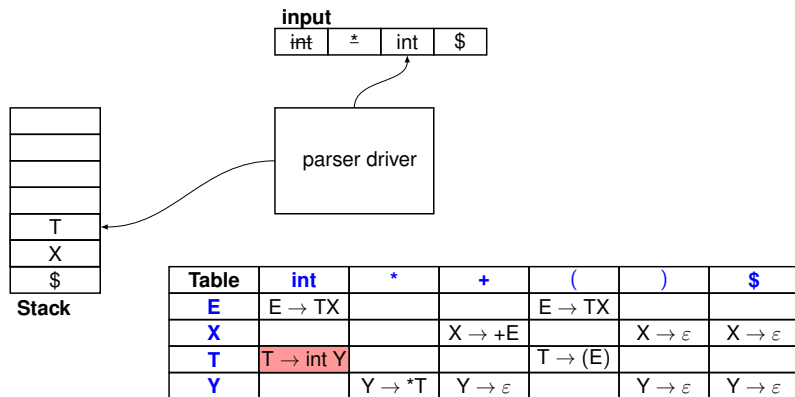 input
int * int $
parser driver
T
X
$
Stack
Table int * + ( ) $
E E → TX E → TX
X X → +E X → ε X → ε
T T → int Y T → (E)
Y Y → *T Y → ε Y → ε Y → ε